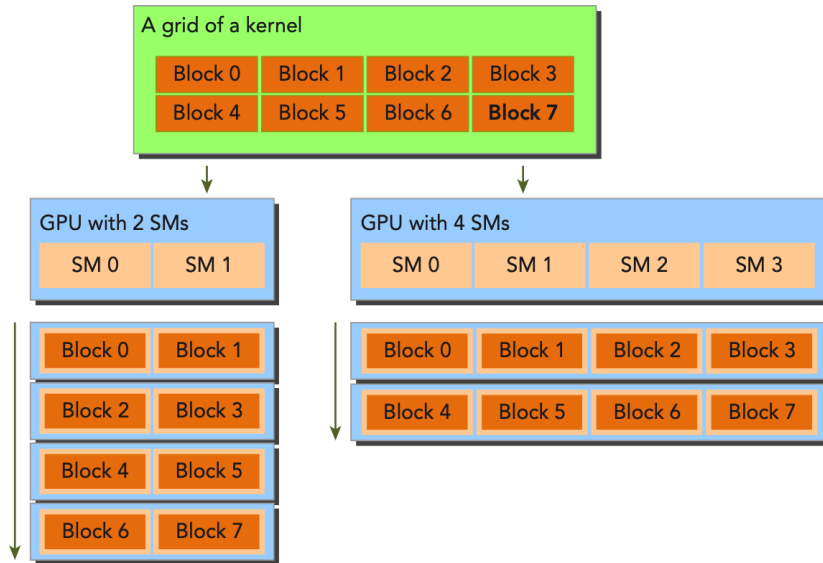 A grid of a kernel
Block 0 Block 1 Block 2 Block 3
Block 4 Block 5 Block 6 Block 7
GPU with 2 SMs
SM 0 SM 1
Block 0 Block 1
Block 2 Block 3
Block 4 Block 5
Block 6 Block 7
GPU with 4 SMs
SM 0 SM 1 SM 2 SM 3
Block 0 Block 1 Block 2 Block 3
Block 4 Block 5 Block 6 Block 7